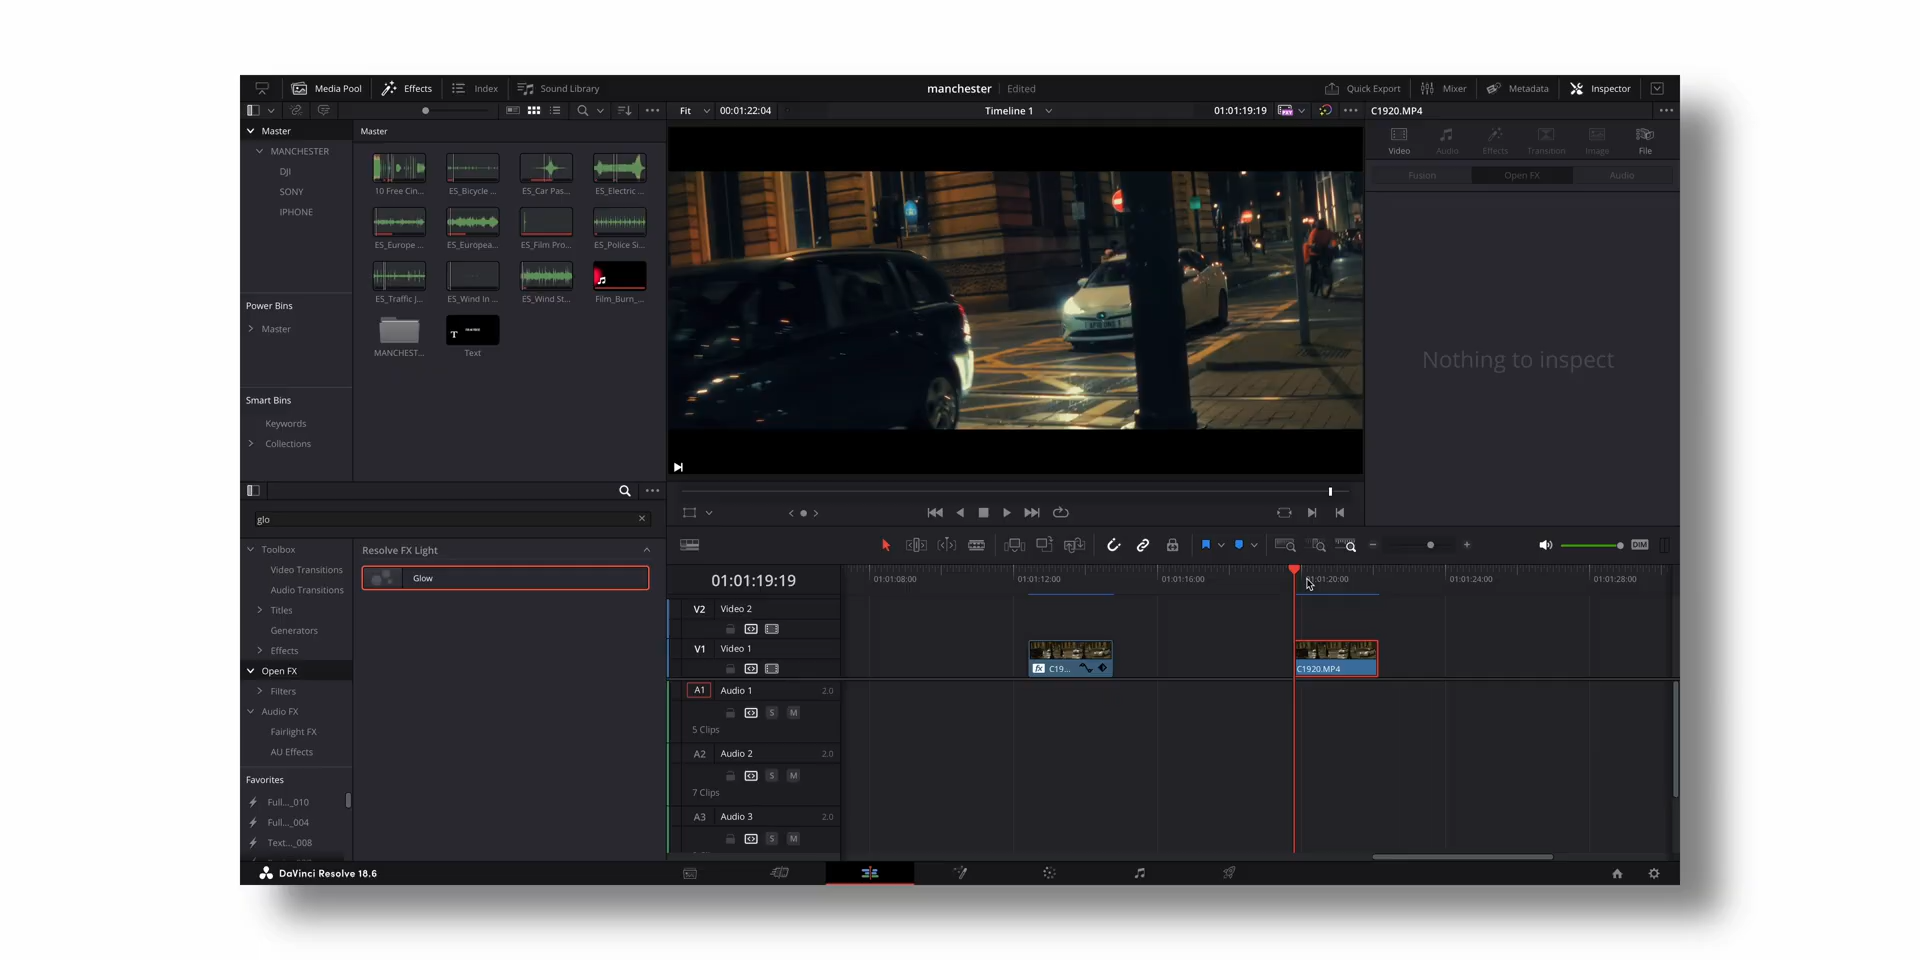 Media Pool
Effects
Index
Sound Library
manchester
Edited
Quick Export
Mixer
Metadata
Inspector
Fit
00:01:22:04
Timeline 1
01:01:19:19
C1920.MP4
Master
MANCHESTER
DJI
SONY
IPHONE
Power Bins
Master
Smart Bins
Keywords
Collections
Master
10 Free Cin...
ES_Bicycle ...
ES_Car Pas...
ES_Electric ...
ES_Europe ...
ES_Europea...
ES_Film Pro...
ES_Police Si...
ES_Traffic J...
ES_Wind In ...
ES_Wind St...
Film_Burn_...
MANCHEST...
Text
Video
Audio
Effects
Transition
Image
File
Fusion
Open FX
Audio
Nothing to inspect
glo
Toolbox
Video Transitions
Audio Transitions
Titles
Generators
Effects
Open FX
Filters
Audio FX
Fairlight FX
AU Effects
Favorites
Full..._010
Full..._004
Text..._008
Resolve FX Light
Glow
DIM
01:01:19:19
01:01:08:00
01:01:12:00
01:01:16:00
01:01:20:00
01:01:24:00
01:01:28:00
V2 Video 2
V1 Video 1
fx C19...
C1920.MP4
A1 Audio 1 2.0
S M
5 Clips
A2 Audio 2 2.0
S M
7 Clips
A3 Audio 3 2.0
S M
DaVinci Resolve 18.6